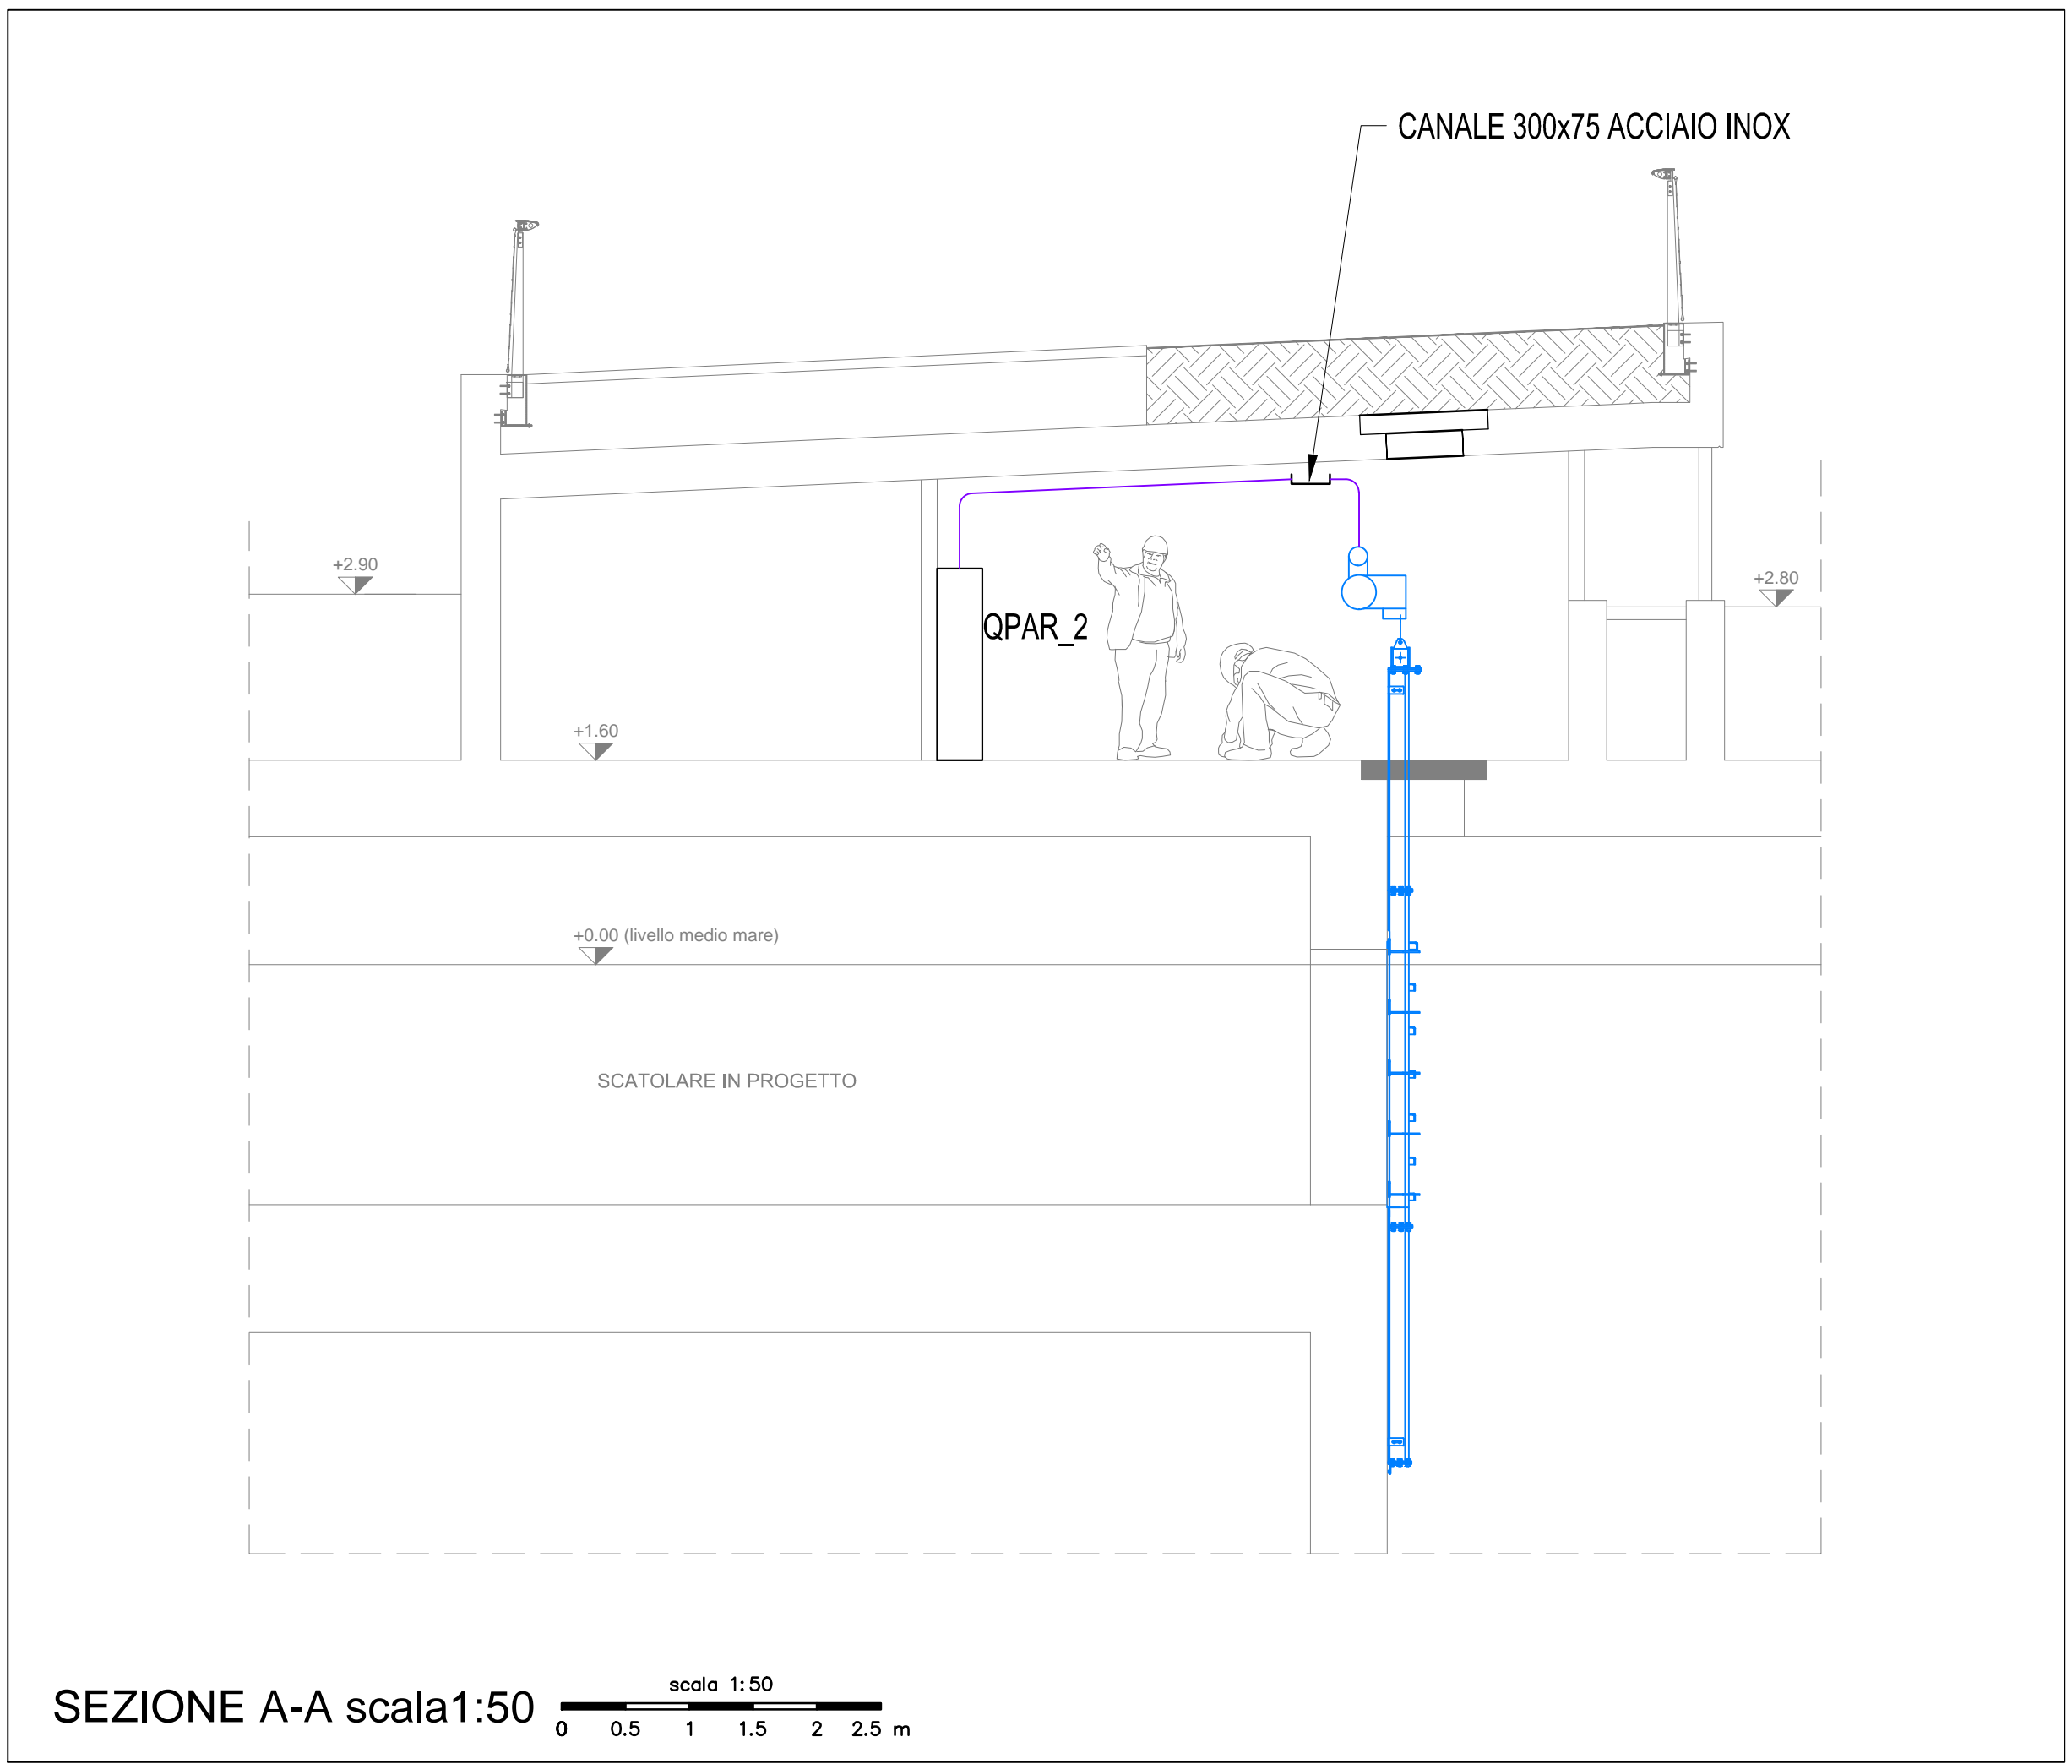 CANALE 300x75 ACCIAIO INOX
+2.90
+2.80
QPAR_2
+1.60
+0.00 (livello medio mare)
SCATOLARE IN PROGETTO
SEZIONE A-A scala1:50
scala 1:50
0 0.5 1 1.5 2 2.5 m